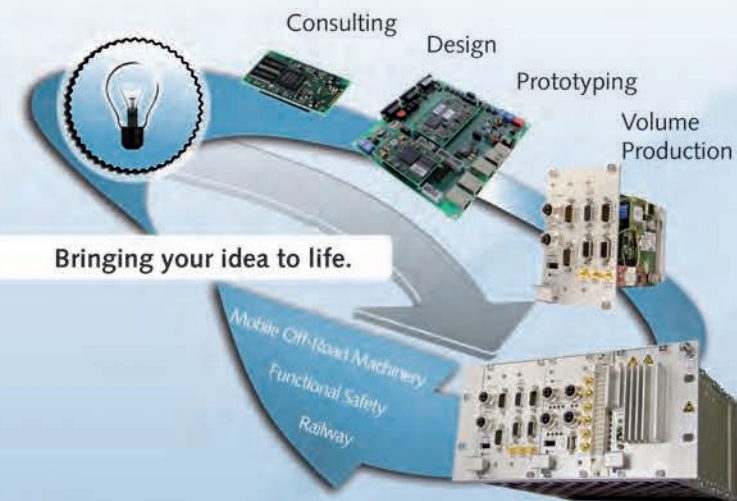 Consulting
Design
Prototyping
Volume
Production
Bringing your idea to life.
Mobile Off-Road Machinery
Functional Safety
Railway